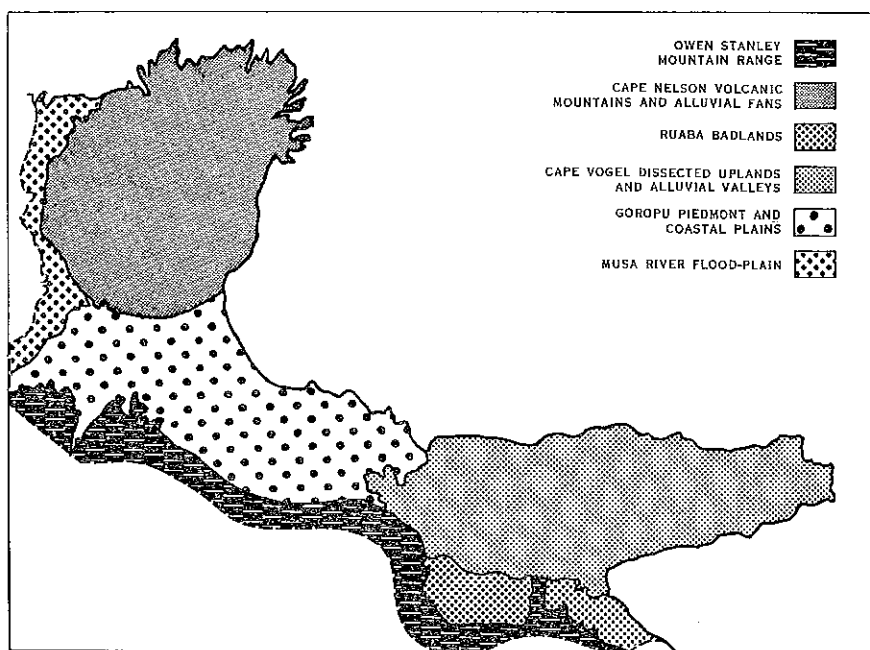 OWEN STANLEY
MOUNTAIN RANGE
CAPE NELSON VOLCANIC
MOUNTAINS AND ALLUVIAL FANS
RUABA BADLANDS
CAPE VOGEL DISSECTED UPLANDS
AND ALLUVIAL VALLEYS
GOROPU PIEDMONT AND
COASTAL PLAINS
MUSA RIVER FLOOD-PLAIN